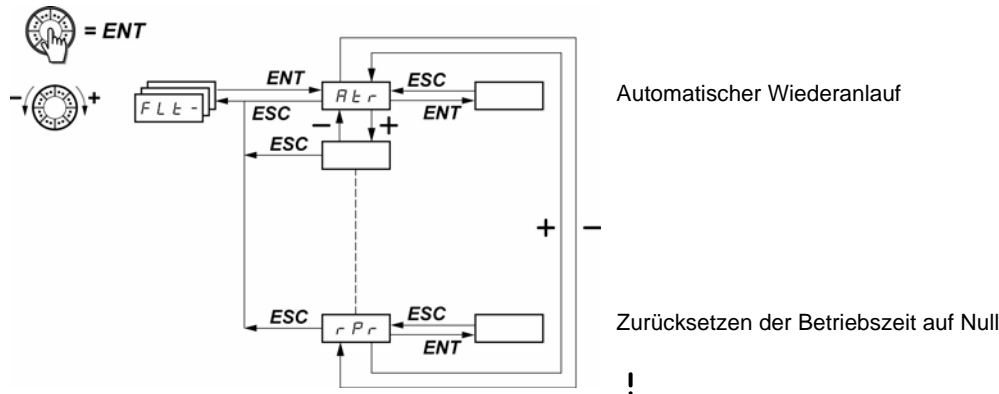 = ENT
- +
FLt-
ENT
ESC
Atr
ESC
ENT
Automatischer Wiederanlauf
- +
ESC
+ -
ESC
rPr
ESC
ENT
Zurücksetzen der Betriebszeit auf Null
!